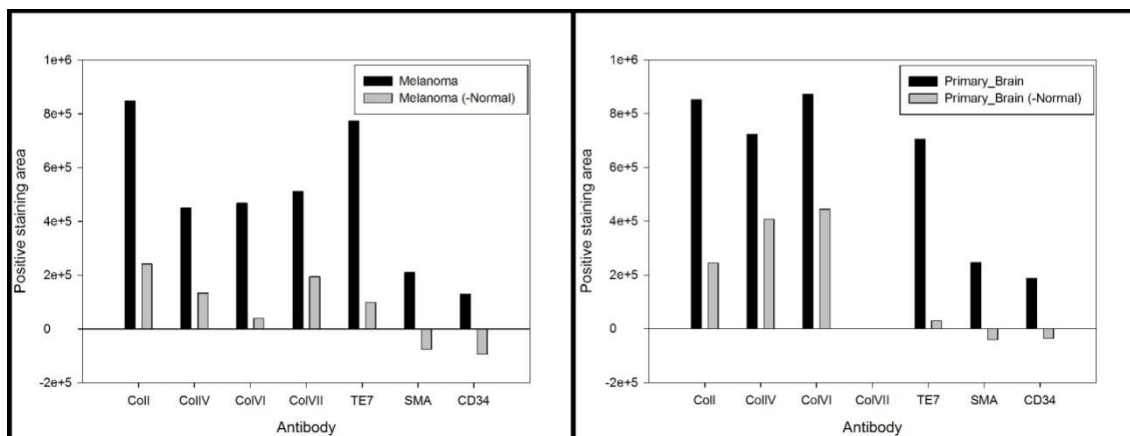 1e+6
8e+5
6e+5
4e+5
2e+5
0
-2e+5
Positive staining area
Melanoma
Melanoma (-Normal)
ColI ColIV ColVI ColVII TE7 SMA CD34
Antibody
1e+6
8e+5
6e+5
4e+5
2e+5
0
-2e+5
Positive staining area
Primary_Brain
Primary_Brain (-Normal)
ColI ColIV ColVI ColVII TE7 SMA CD34
Antibody